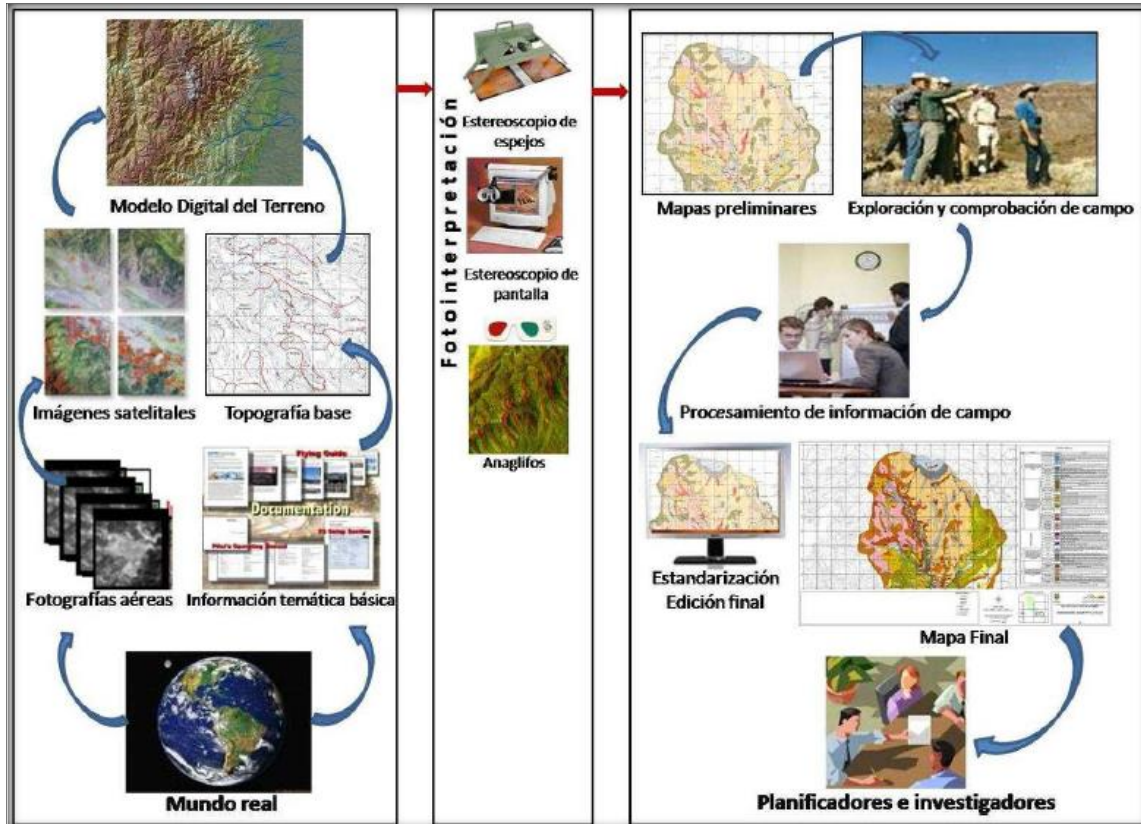 Modelo Digital del Terreno
Imágenes satelitales
Topografía base
Flying Guide
Documentation
Fotografías aéreas
Información temática básica
Mundo real
Fotointerpretación
Estereoscopio de
espejos
Estereoscopio de
pantalla
Anaglífos
Mapas preliminares
Exploración y comprobación de campo
Procesamiento de información de campo
Estandarización
Edición final
Mapa Final
Planificadores e investigadores